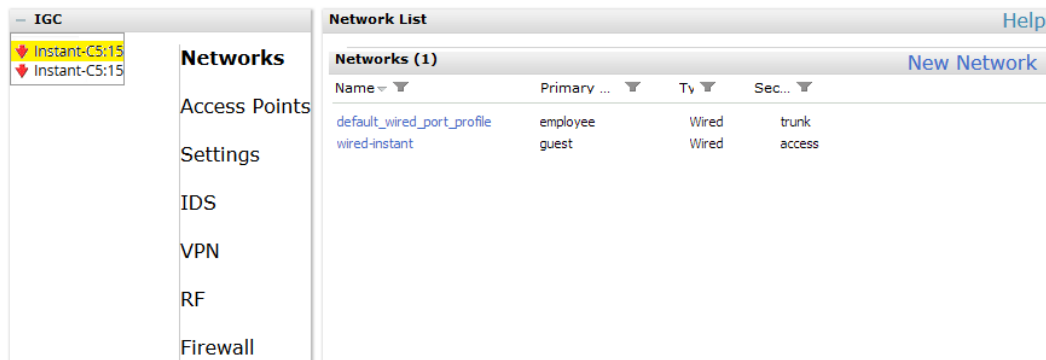 IGC
Instant-C5:15
Instant-C5:15
Networks
Access Points
Settings
IDS
VPN
RF
Firewall
Network List
Help
Networks (1)
New Network
Name Primary ... Ty Sec...
default_wired_port_profile employee Wired trunk
wired-instant guest Wired access